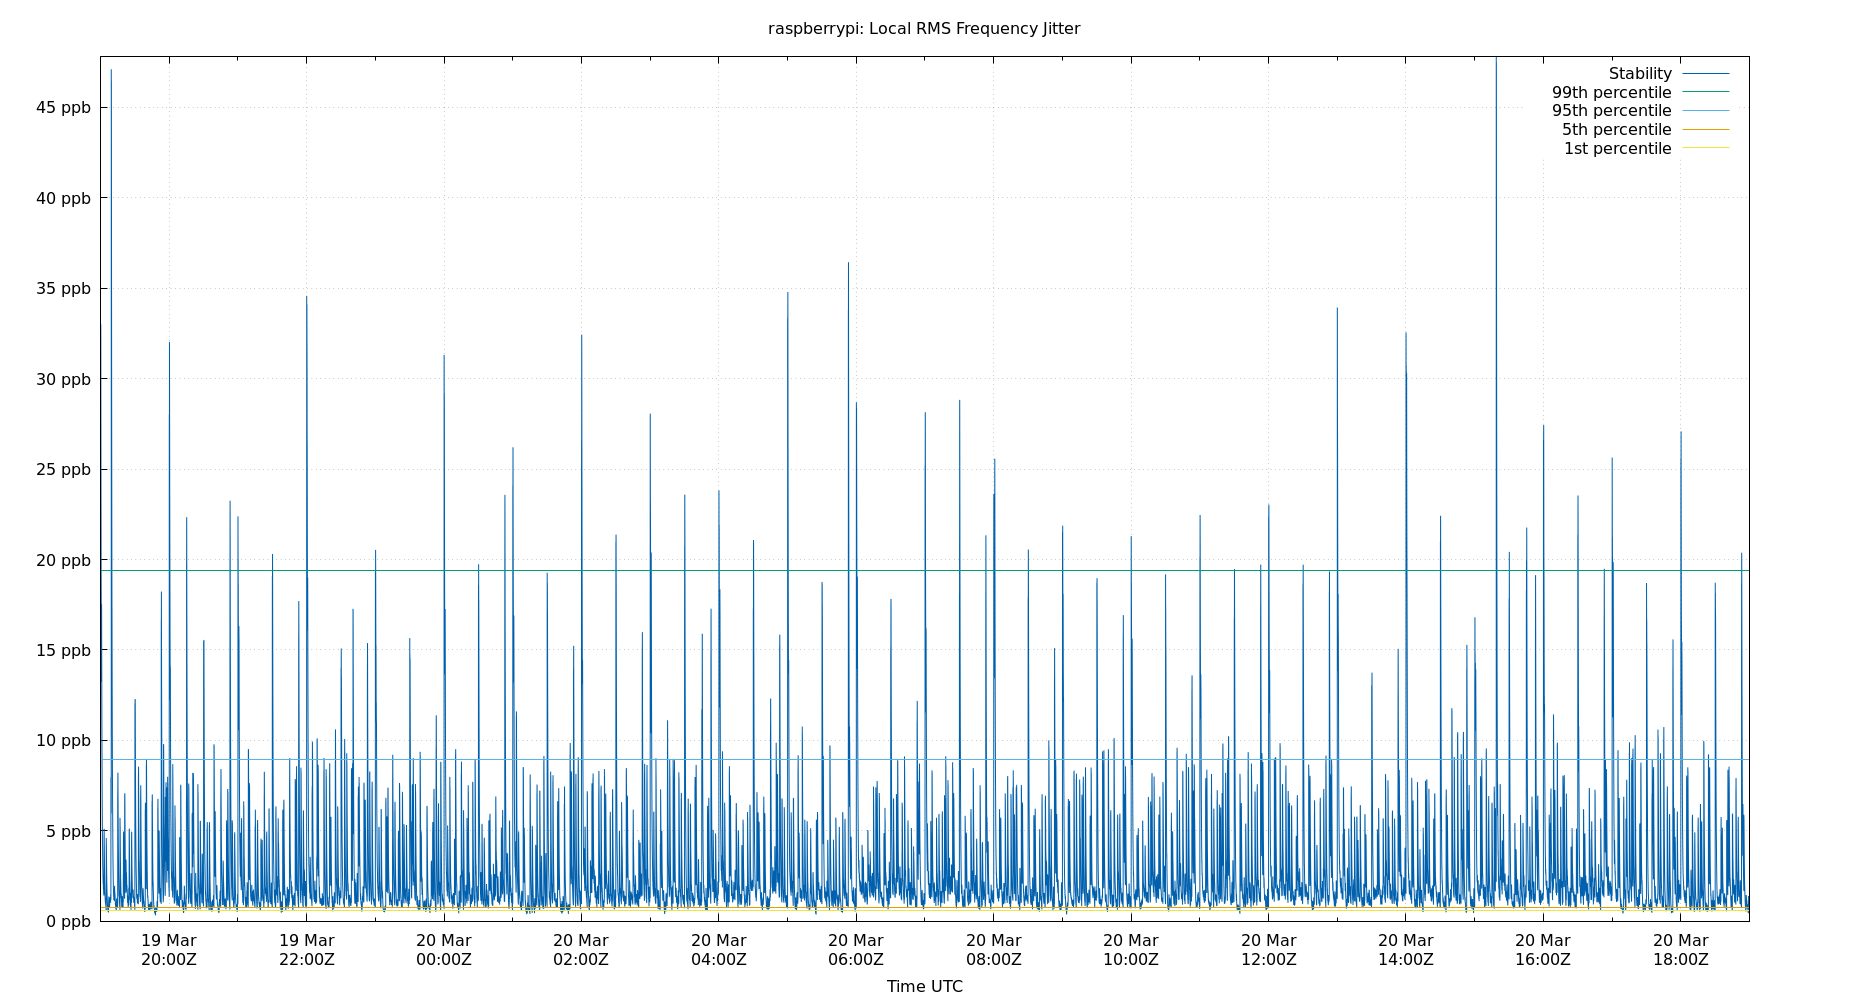 raspberrypi: Local RMS Frequency Jitter
Stability
99th percentile
95th percentile
5th percentile
1st percentile
45 ppb
40 ppb
35 ppb
30 ppb
25 ppb
20 ppb
15 ppb
10 ppb
5 ppb
0 ppb
19 Mar 19 Mar 20 Mar 20 Mar 20 Mar 20 Mar 20 Mar 20 Mar 20 Mar 20 Mar 20 Mar 20 Mar
20:00Z 22:00Z 00:00Z 02:00Z 04:00Z 06:00Z 08:00Z 10:00Z 12:00Z 14:00Z 16:00Z 18:00Z
Time UTC